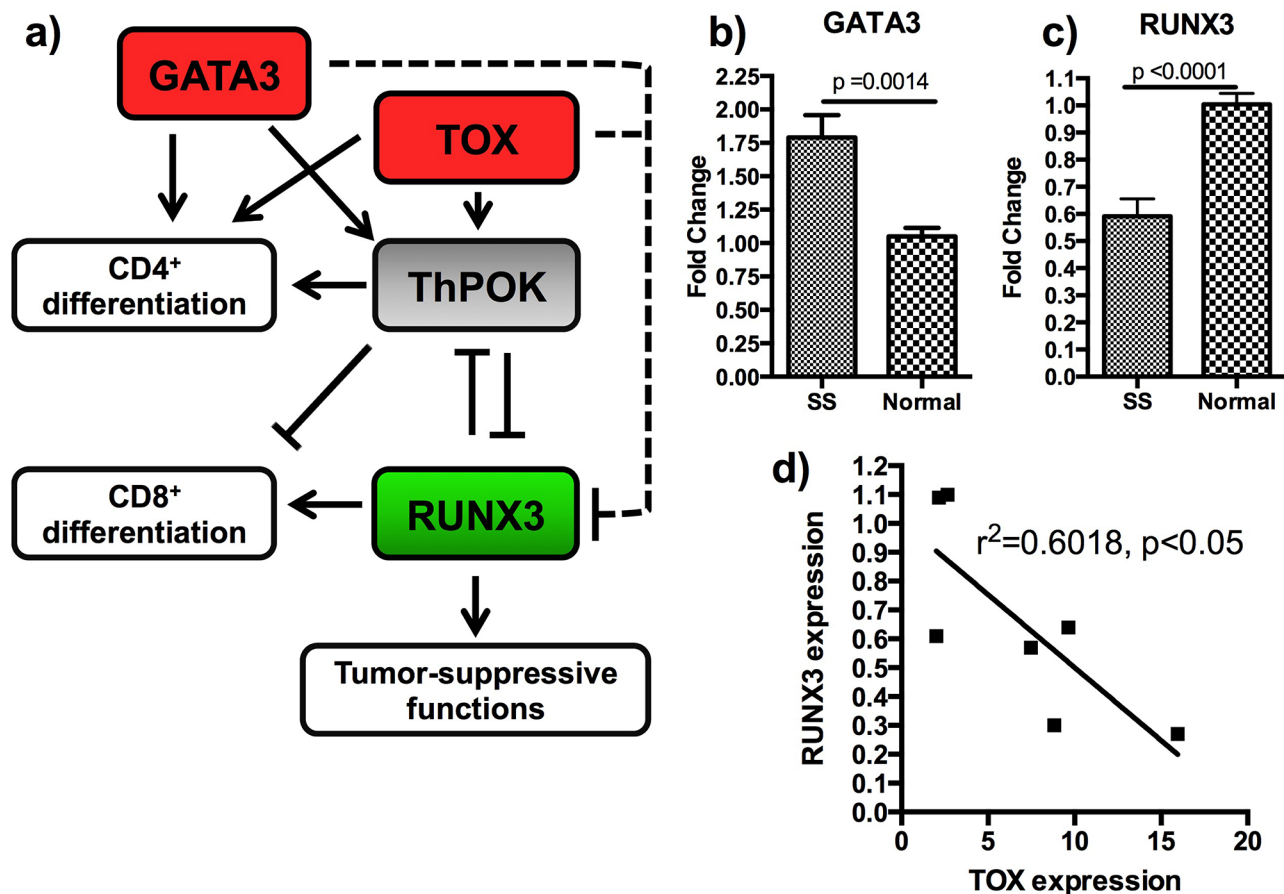 a)
GATA3
TOX
CD4+
differentiation
ThPOK
CD8+
differentiation
RUNX3
Tumor-suppressive
functions
b)
GATA3
p =0.0014
Fold Change
2.25
2.00
1.75
1.50
1.25
1.00
0.75
0.50
0.25
0.00
SS
Normal
c)
RUNX3
p <0.0001
Fold Change
1.1
1.0
0.9
0.8
0.7
0.6
0.5
0.4
0.3
0.2
0.1
0.0
SS
Normal
d)
r2=0.6018, p<0.05
RUNX3 expression
1.2
1.1
1.0
0.9
0.8
0.7
0.6
0.5
0.4
0.3
0.2
0.1
0.0
0
5
10
15
20
TOX expression